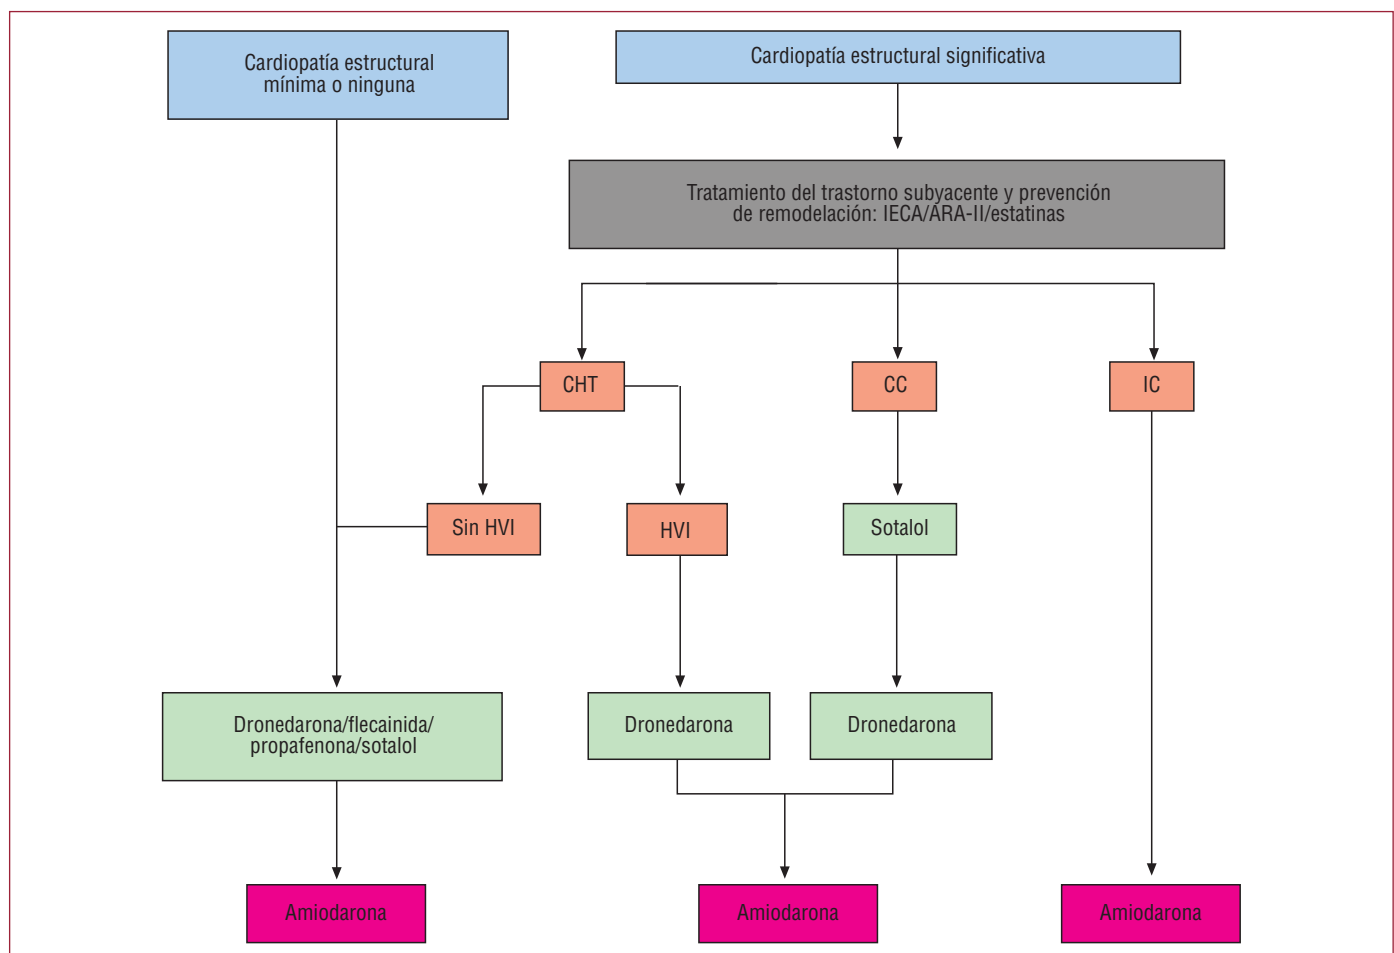 Cardiopatía estructural
mínima o ninguna
Cardiopatía estructural significativa
Tratamiento del trastorno subyacente y prevención
de remodelación: IECA/ARA-II/estatinas
CHT
CC
IC
Sin HVI
HVI
Sotalol
Dronedarona/flecainida/
propafenona/sotalol
Dronedarona
Dronedarona
Amiodarona
Amiodarona
Amiodarona